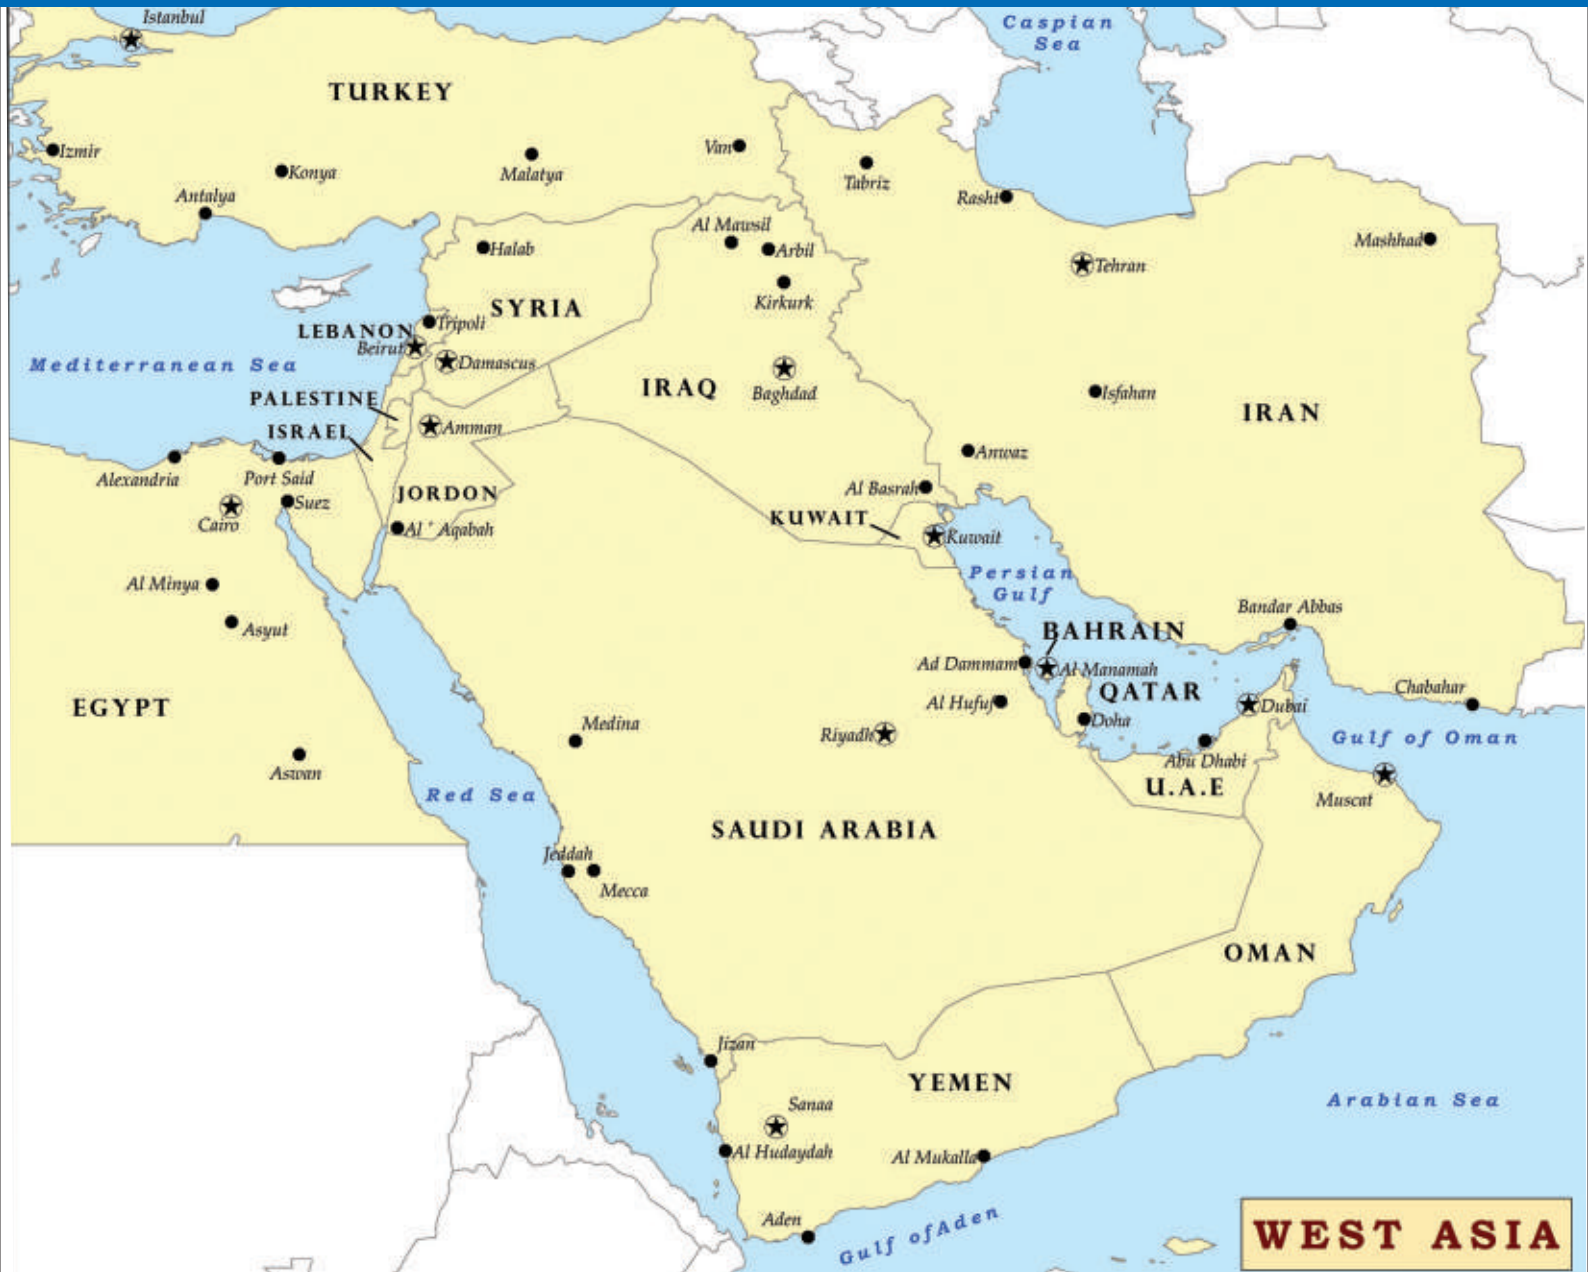 Istanbul
Caspian
Sea
TURKEY
Izmir
Konya
Malatya
Van
Tabriz
Antalya
Rasht
Al Mawsil
Arbil
Halab
Mashhad
Tehran
Kirkurk
SYRIA
Tripoli
LEBANON
Beirut
Damascus
Mediterranean Sea
IRAQ
Baghdad
Isfahan
IRAN
PALESTINE
ISRAEL
Amman
Anwaz
Alexandria
Port Said
Al Basrah
JORDON
Suez
Cairo
KUWAIT
Kuwait
Al ' Aqabah
Persian
Gulf
Al Minya
Asyut
Bandar Abbas
BAHRAIN
Ad Dammam
Al Manamah
QATAR
Chabahar
EGYPT
Al Hufuf
Doha
Dubai
Medina
Riyadh
Gulf of Oman
Abu Dhabi
Aswan
U.A.E
Red Sea
Muscat
SAUDI ARABIA
Jeddah
Mecca
OMAN
Jizan
YEMEN
Sanaa
Arabian Sea
Al Hudaydah
Al Mukalla
Aden
Gulf of Aden
WEST ASIA